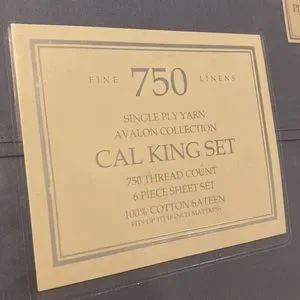 FINE 750 LINENS
SINGLE PLY YARN
AVALON COLLECTION
CAL KING SET
750 THREAD COUNT
6 PIECE SHEET SET
100% COTTON SATEEN
FITS UP TO 18 INCH MATTRESS